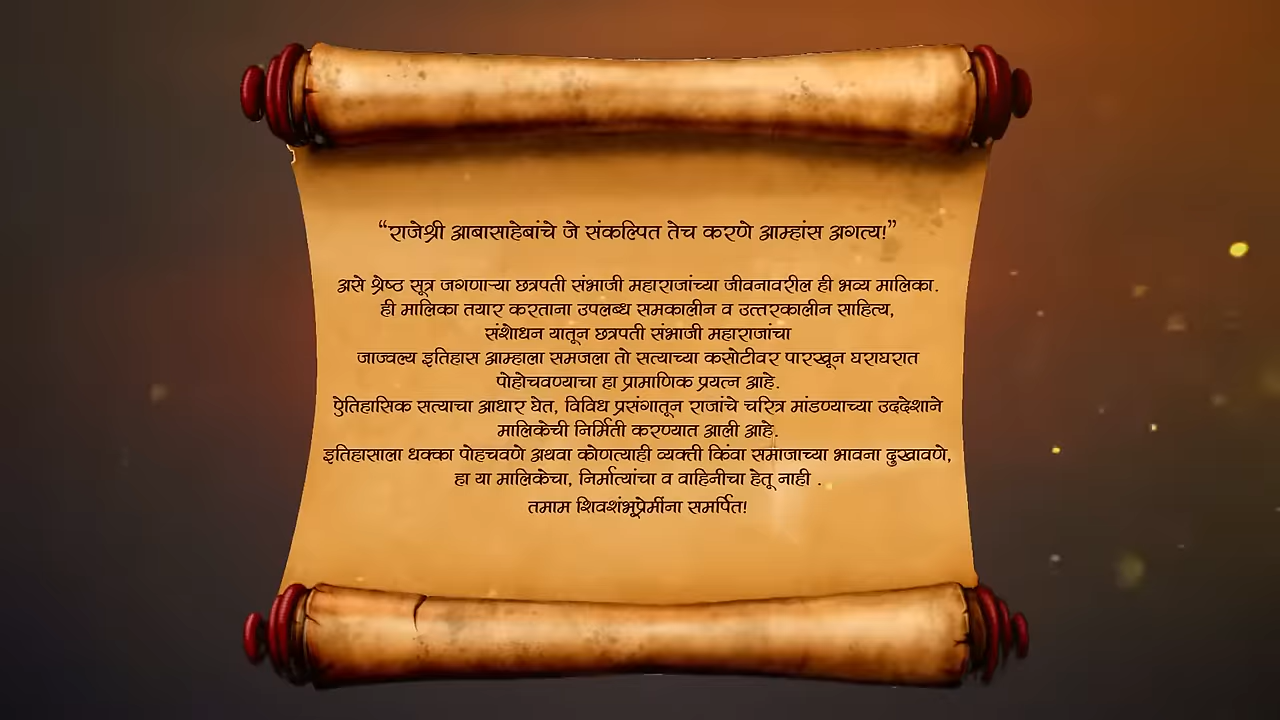 “राजेश्री आबासाहेबांचे जे संकल्पित तेच करणे आम्हांस अगत्य!”
असे श्रेष्ठ सूत्र जगणाऱ्या छत्रपती संभाजी महाराजांच्या जीवनावरील ही भव्य मालिका.
ही मालिका तयार करताना उपलब्ध समकालीन व उत्तरकालीन साहित्य,
संशोधन यातून छत्रपती संभाजी महाराजांचा
जाज्वल्य इतिहास आम्हाला समजला तो सत्याच्या कसोटीवर पारखून घराघरात
पोहोचवण्याचा हा प्रामाणिक प्रयत्न आहे.
ऐतिहासिक सत्याचा आधार घेत, विविध प्रसंगातून राजांचे चरित्र मांडण्याच्या उददेशाने
मालिकेची निर्मिती करण्यात आली आहे.
इतिहासाला धक्का पोहचवणे अथवा कोणत्याही व्यक्ती किंवा समाजाच्या भावना दुखावणे,
हा या मालिकेचा, निर्मात्यांचा व वाहिनीचा हेतू नाही .
तमाम शिवशंभूप्रेमींना समर्पित!